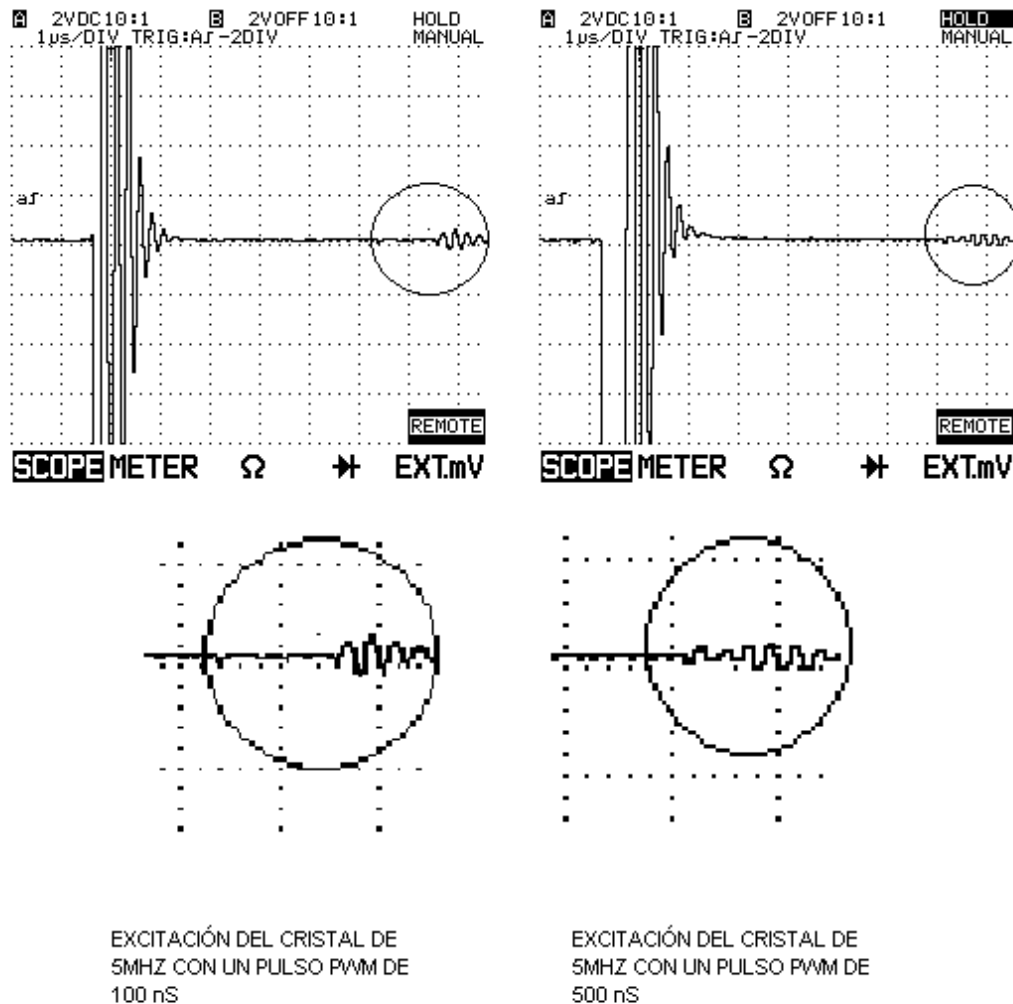 A 2VDC10:1 B 2VOFF10:1 HOLD
1µs/DIV TRIG:A -2DIV MANUAL
A 2VDC10:1 B 2VOFF10:1 HOLD
1µs/DIV TRIG:A -2DIV MANUAL
a
a
REMOTE
REMOTE
SCOPE METER Ω EXT.mV
SCOPE METER Ω EXT.mV
EXCITACIÓN DEL CRISTAL DE
5MHZ CON UN PULSO PWM DE
100 nS
EXCITACIÓN DEL CRISTAL DE
5MHZ CON UN PULSO PWM DE
500 nS